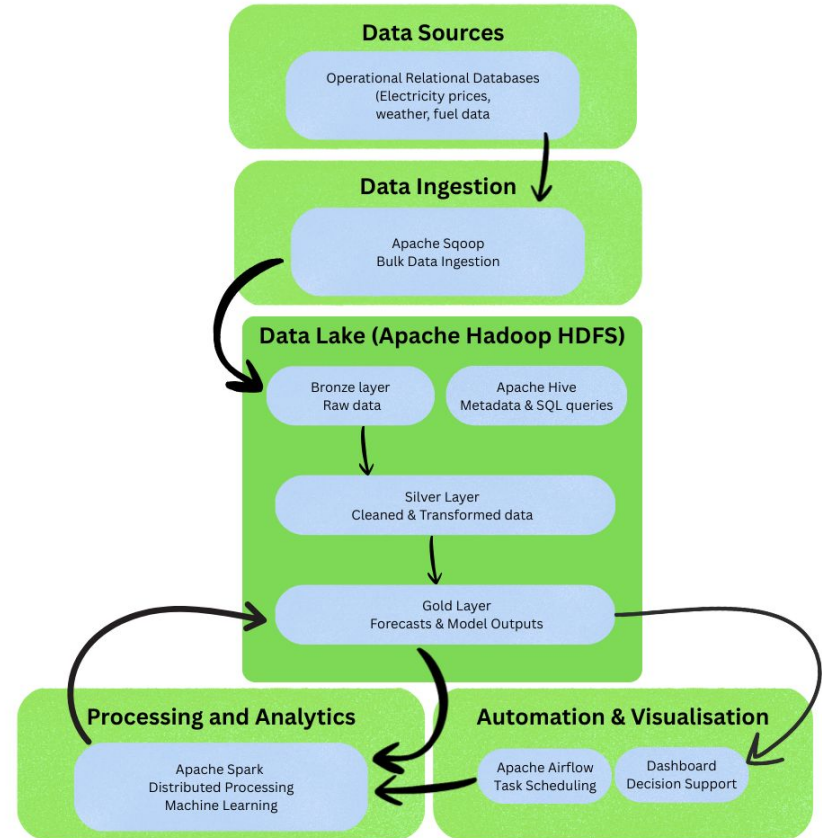 Data Sources
Operational Relational Databases
(Electricity prices,
weather, fuel data
Data Ingestion
Apache Sqoop
Bulk Data Ingestion
Data Lake (Apache Hadoop HDFS)
Bronze layer
Raw data
Apache Hive
Metadata & SQL queries
Silver Layer
Cleaned & Transformed data
Gold Layer
Forecasts & Model Outputs
Processing and Analytics
Apache Spark
Distributed Processing
Machine Learning
Automation & Visualisation
Apache Airflow
Task Scheduling
Dashboard
Decision Support